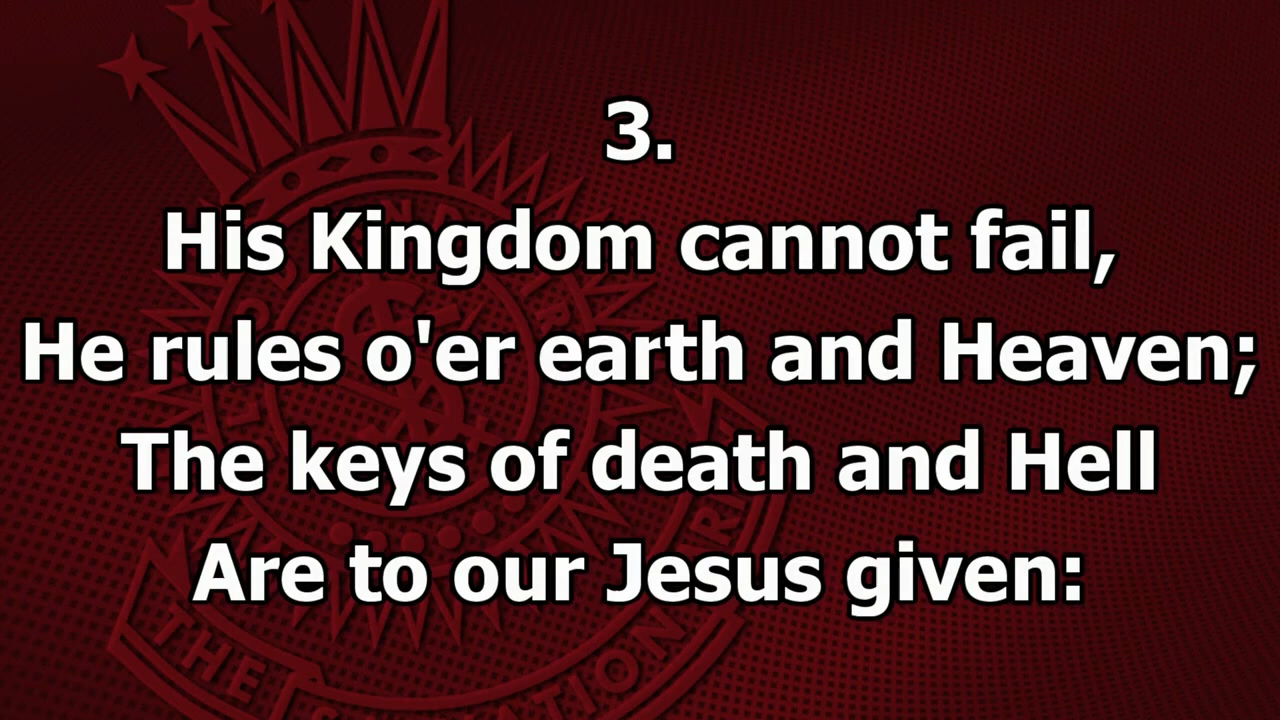 3.
His Kingdom cannot fail,
He rules o'er earth and Heaven;
The keys of death and Hell
Are to our Jesus given:
THE